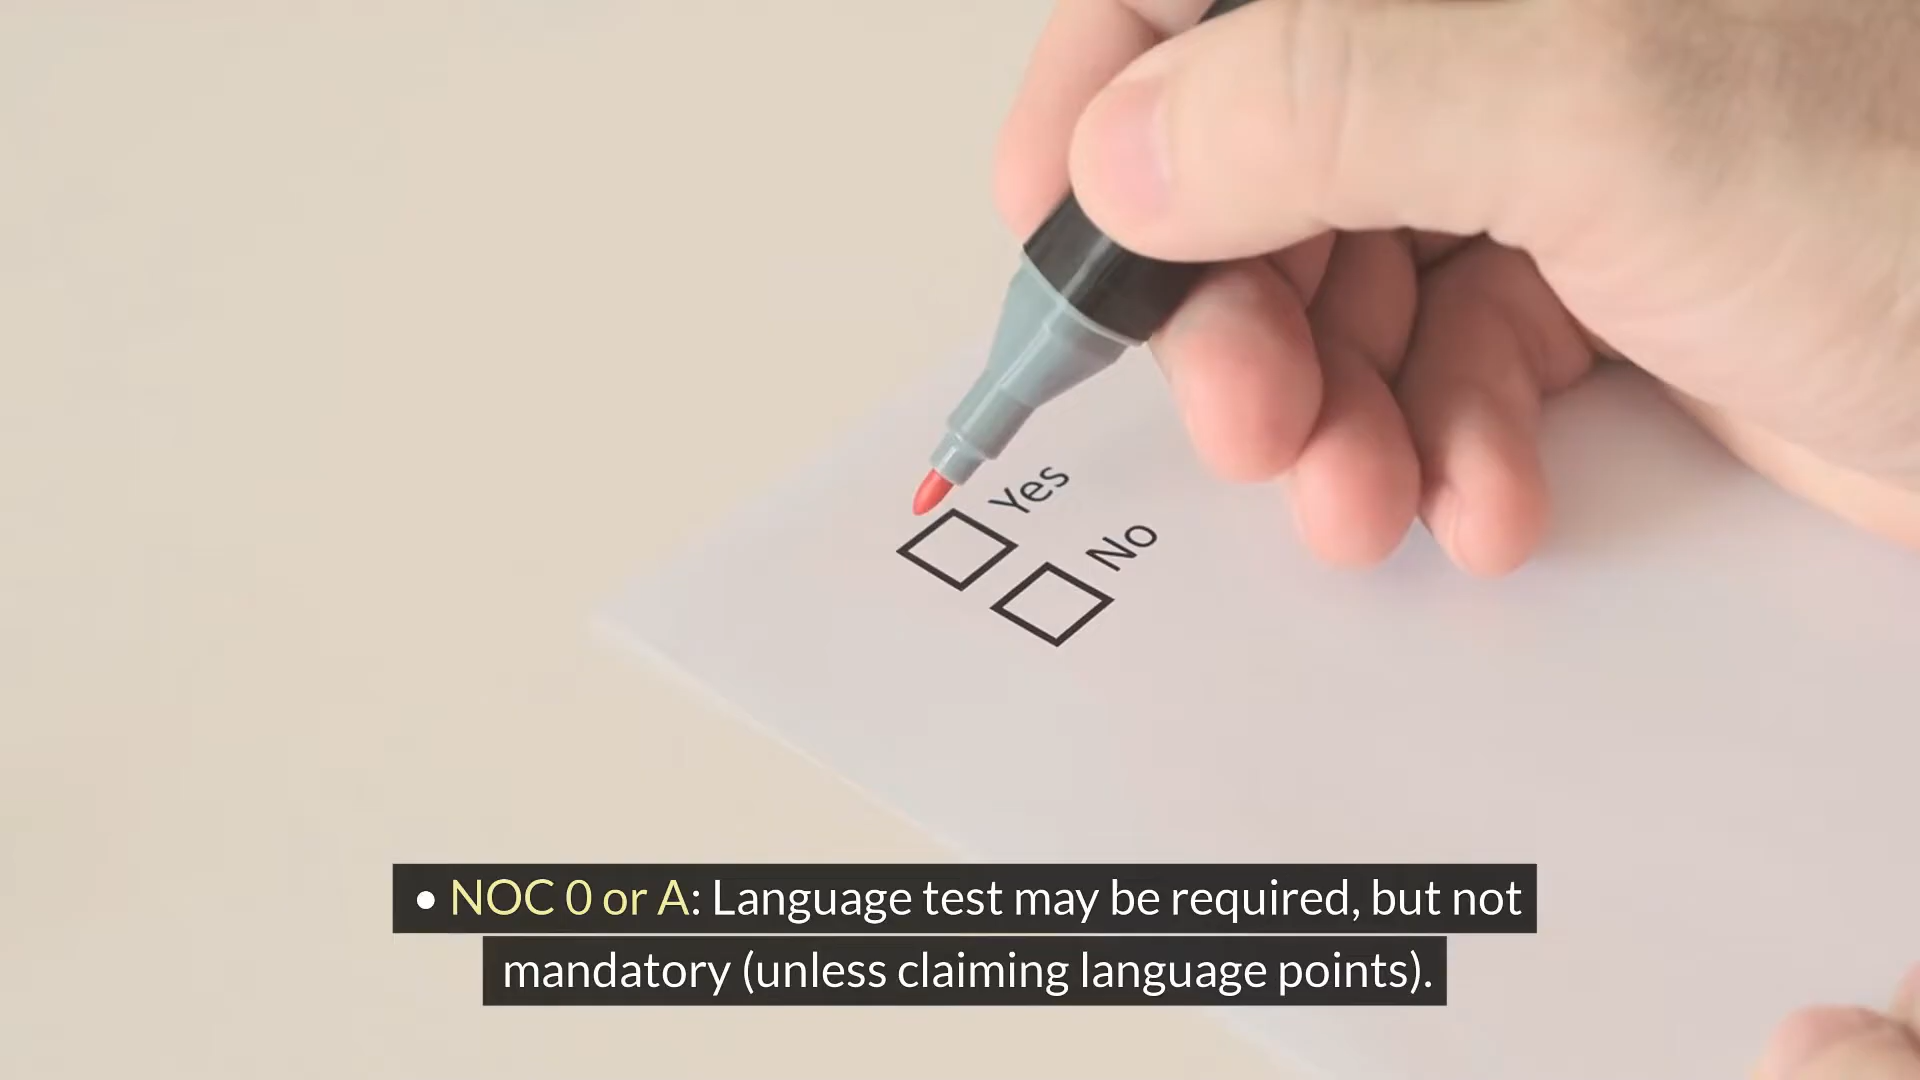 Yes
No
• NOC 0 or A: Language test may be required, but not
mandatory (unless claiming language points).